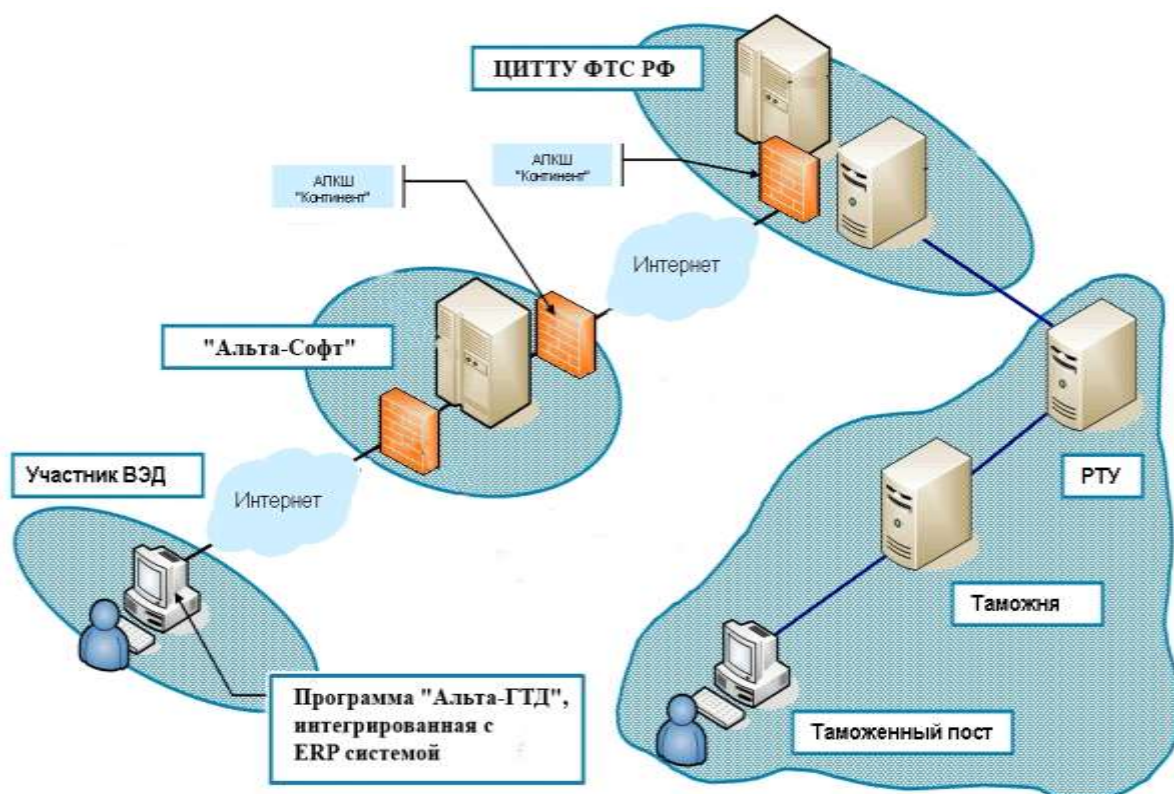 ЦИТТУ ФТС РФ
АПКШ
"Континент"
АПКШ
"Континент"
Интернет
"Альта-Софт"
Участник ВЭД
Интернет
РТУ
Таможня
Программа "Альта-ГТД",
интегрированная с
ERP системой
Таможенный пост